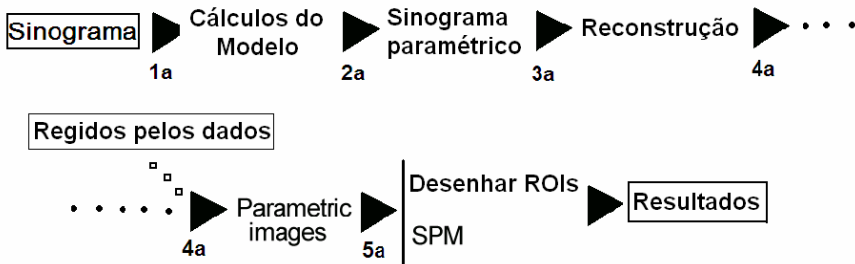 Sinograma
Cálculos do
Modelo
Sinograma
paramétrico
Reconstrução
1a
2a
3a
4a
Regidos pelos dados
Parametric
images
Desenhar ROIs
SPM
Resultados
4a
5a